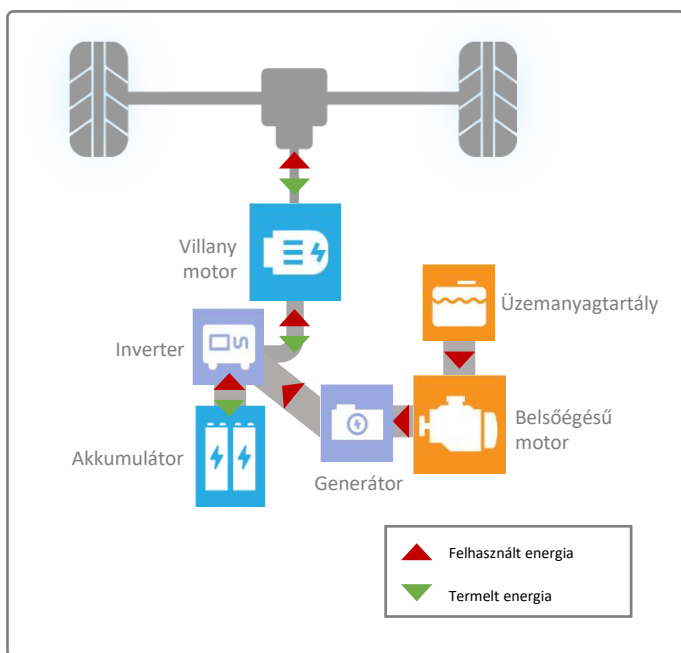 Villany
motor
Üzemanyagtartály
Inverter
Belsőégésű
motor
Akkumulátor
Generátor
Felhasznált energia
Termelt energia